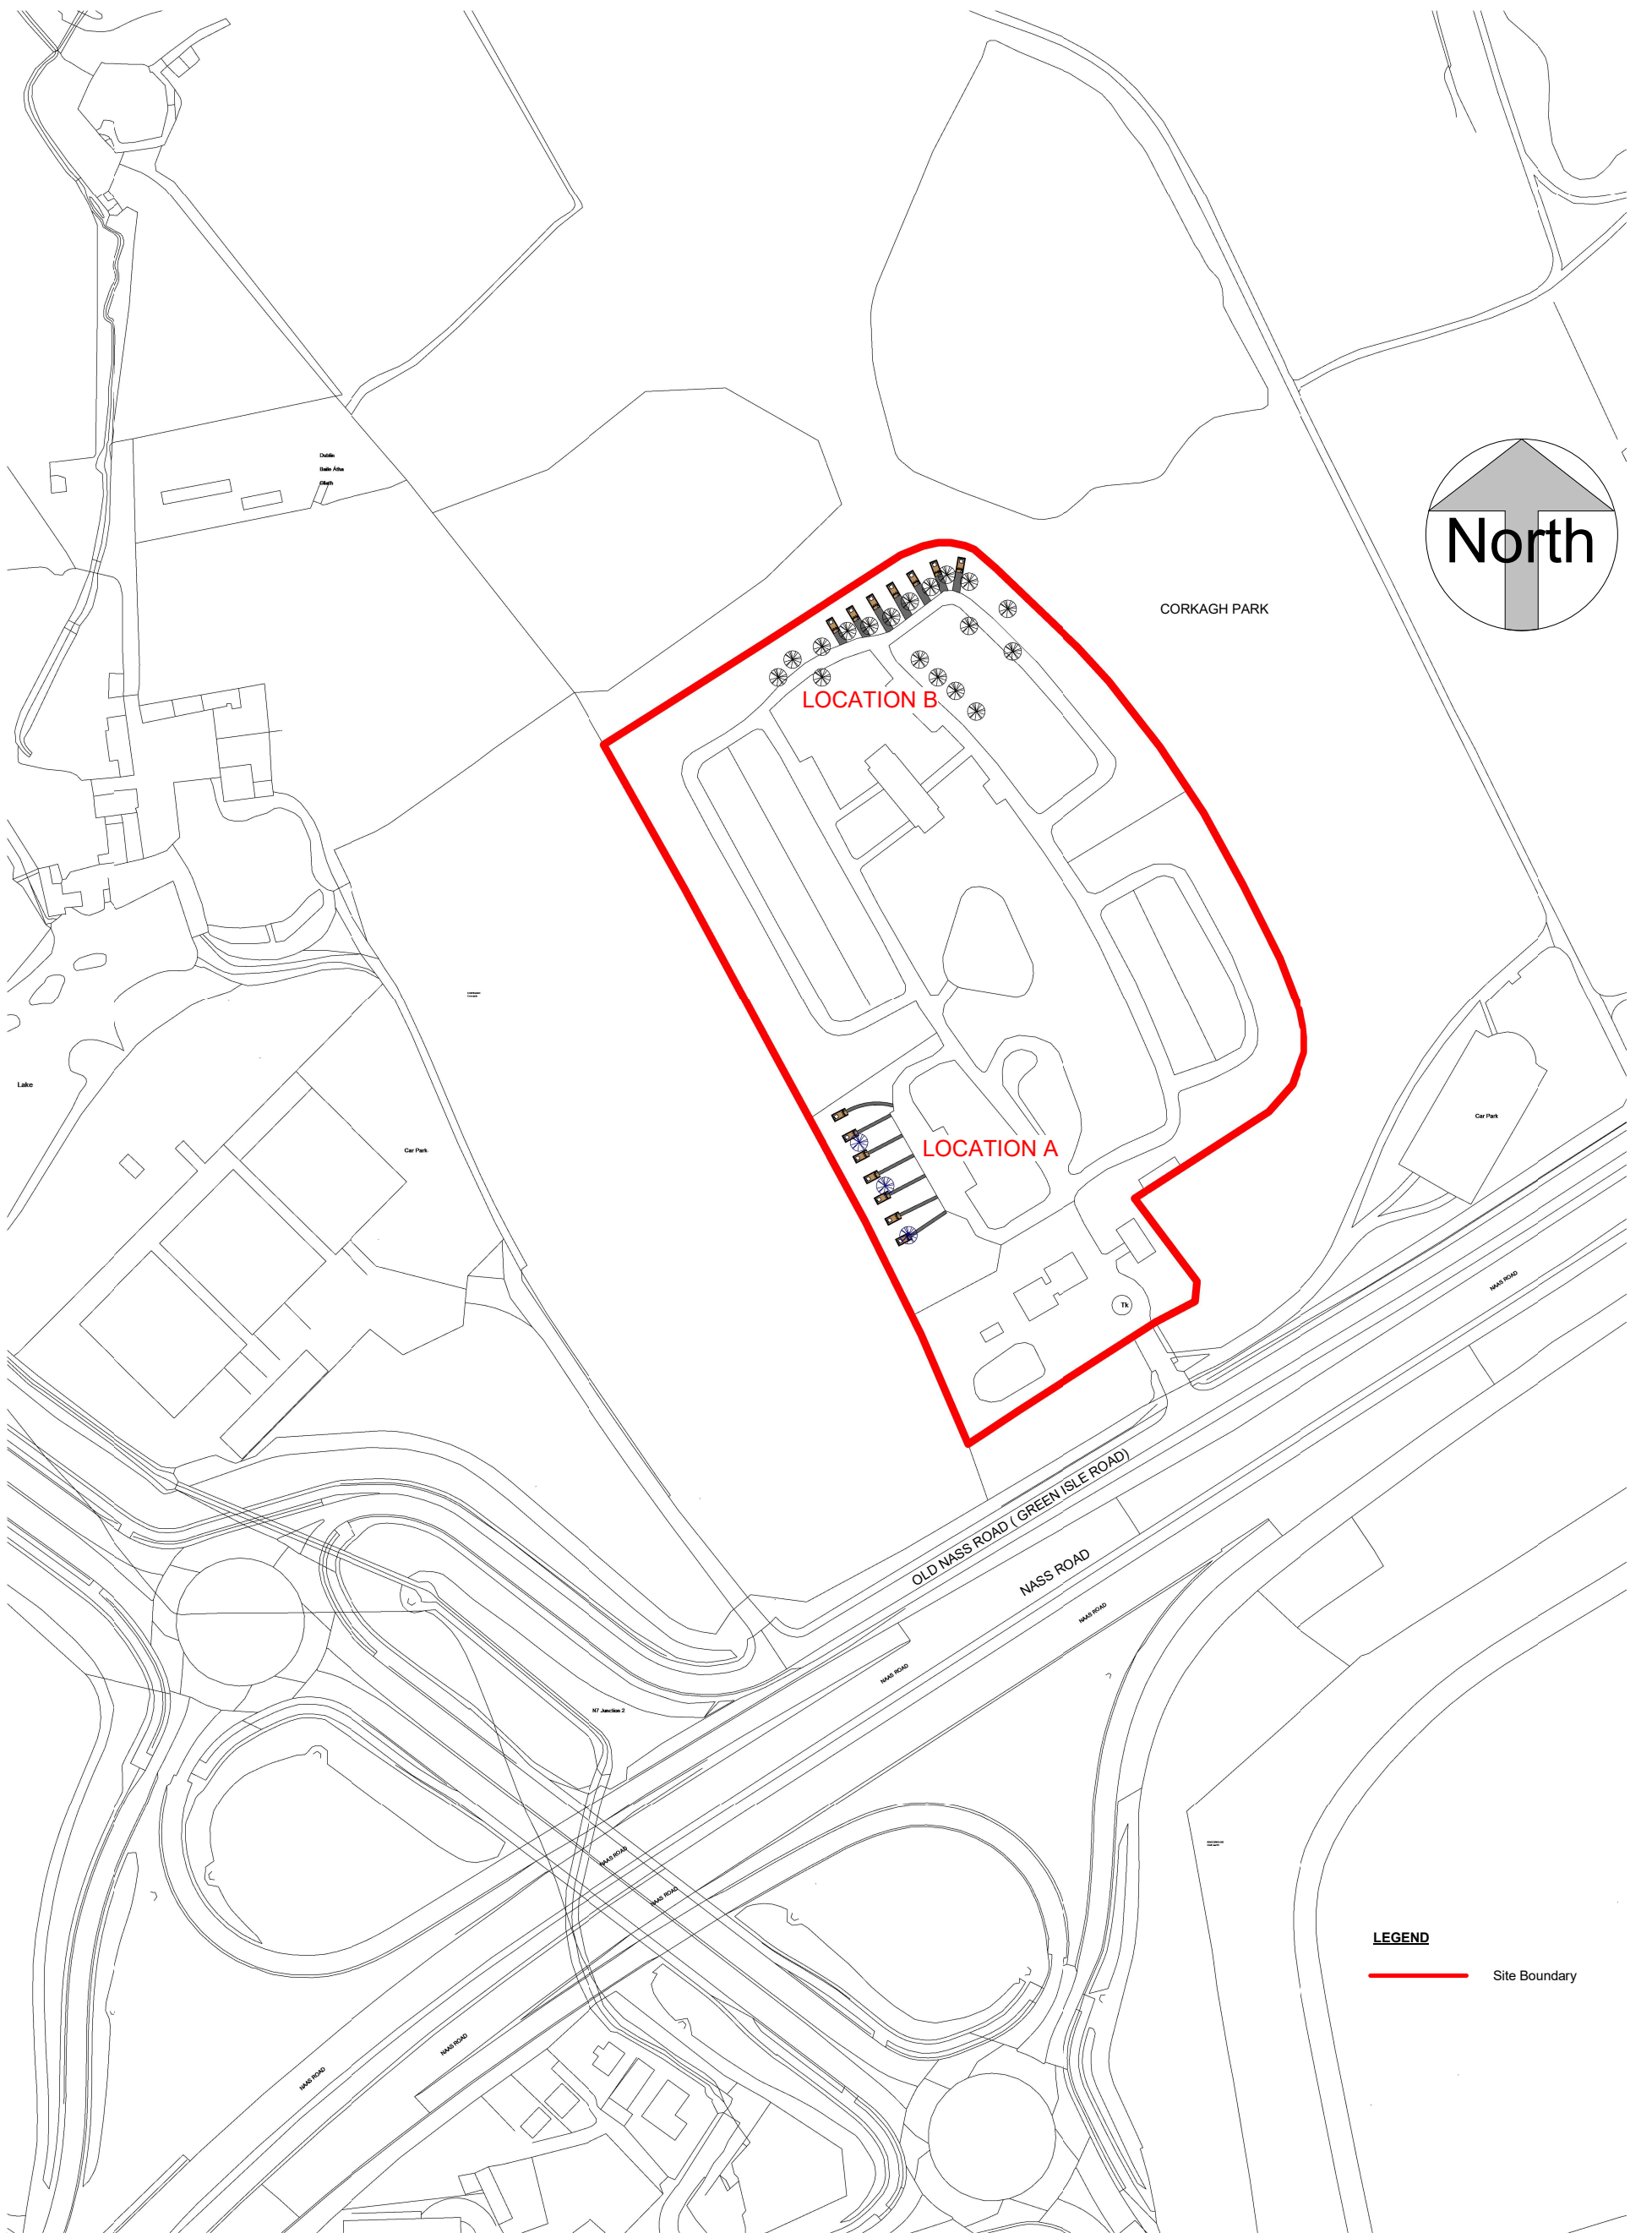 Dublin
Baile Átha
Cliath
North
CORKAGH PARK
LOCATION B
Lake
Car Park
Car Park
LOCATION A
Tk
NAAS ROAD
OLD NASS ROAD ( GREEN ISLE ROAD)
NASS ROAD
NAAS ROAD
NAAS ROAD
N7 Junction 2
NAAS ROAD
NAAS ROAD
LEGEND
Site Boundary
NAAS ROAD
NAAS ROAD